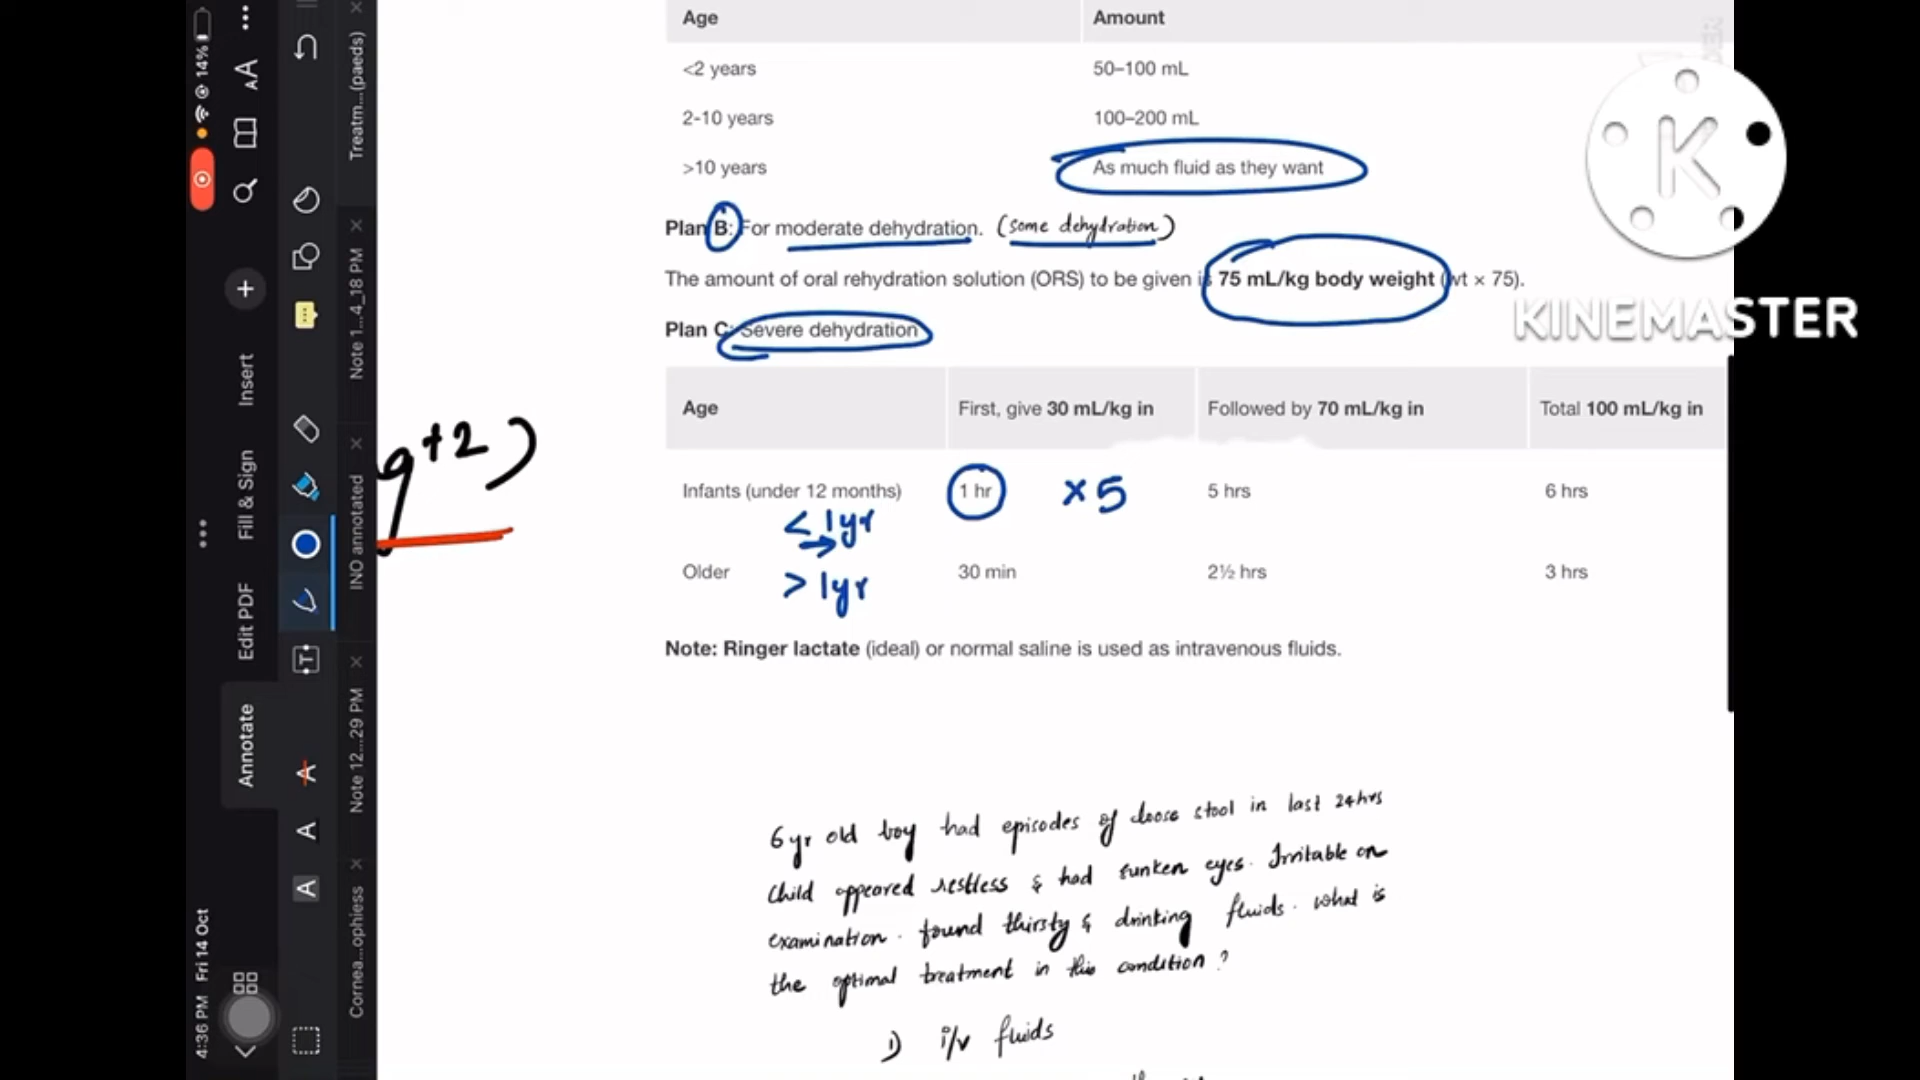 Age Amount
<2 years 50–100 mL
2-10 years 100–200 mL
>10 years As much fluid as they want
Plan B: For moderate dehydration. (some dehydration)
The amount of oral rehydration solution (ORS) to be given is 75 mL/kg body weight (wt × 75).
Plan C: Severe dehydration
Age First, give 30 mL/kg in Followed by 70 mL/kg in Total 100 mL/kg in
Infants (under 12 months) 1 hr ×5 5 hrs 6 hrs
< 1yr
Older 30 min 2½ hrs 3 hrs
> 1yr
Note: Ringer lactate (ideal) or normal saline is used as intravenous fluids.
6 yr old boy had episodes of loose stool in last 24hrs
Child appeared restless & had sunken eyes. Irritable on
examination. found thirsty & drinking fluids. what is
the optimal treatment in this condition?
1) i/v fluids
g+2)
K
KINEMASTER
4:36 PM Fri 14 Oct
14%
AA
Insert
Fill & Sign
Edit PDF
Annotate
T
A
A
A
Treatm...(paeds)
Note 1...4_18 PM
INO annotated
Note 12...29 PM
Cornea...ophiess